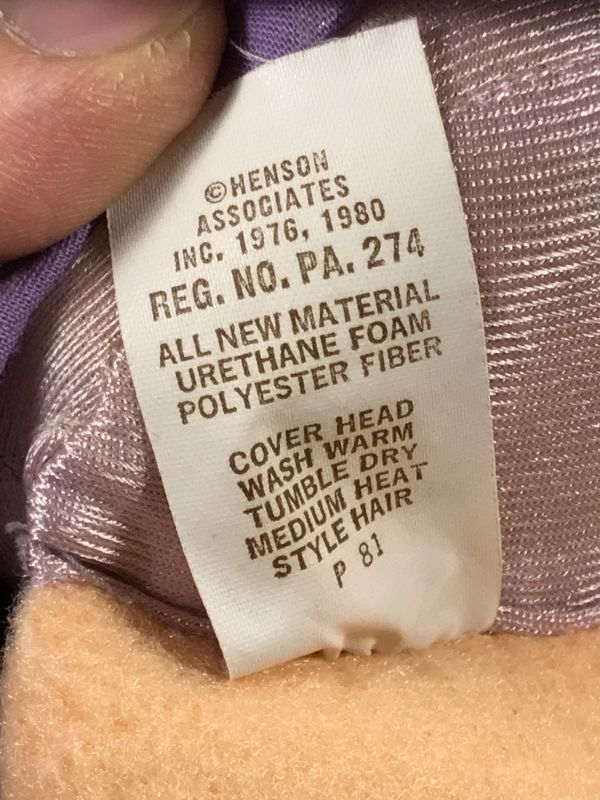 ©HENSON
ASSOCIATES
INC. 1976, 1980
REG. NO. PA. 274
ALL NEW MATERIAL
URETHANE FOAM
POLYESTER FIBER
COVER HEAD
WASH WARM
TUMBLE DRY
MEDIUM HEAT
STYLE HAIR
P 81